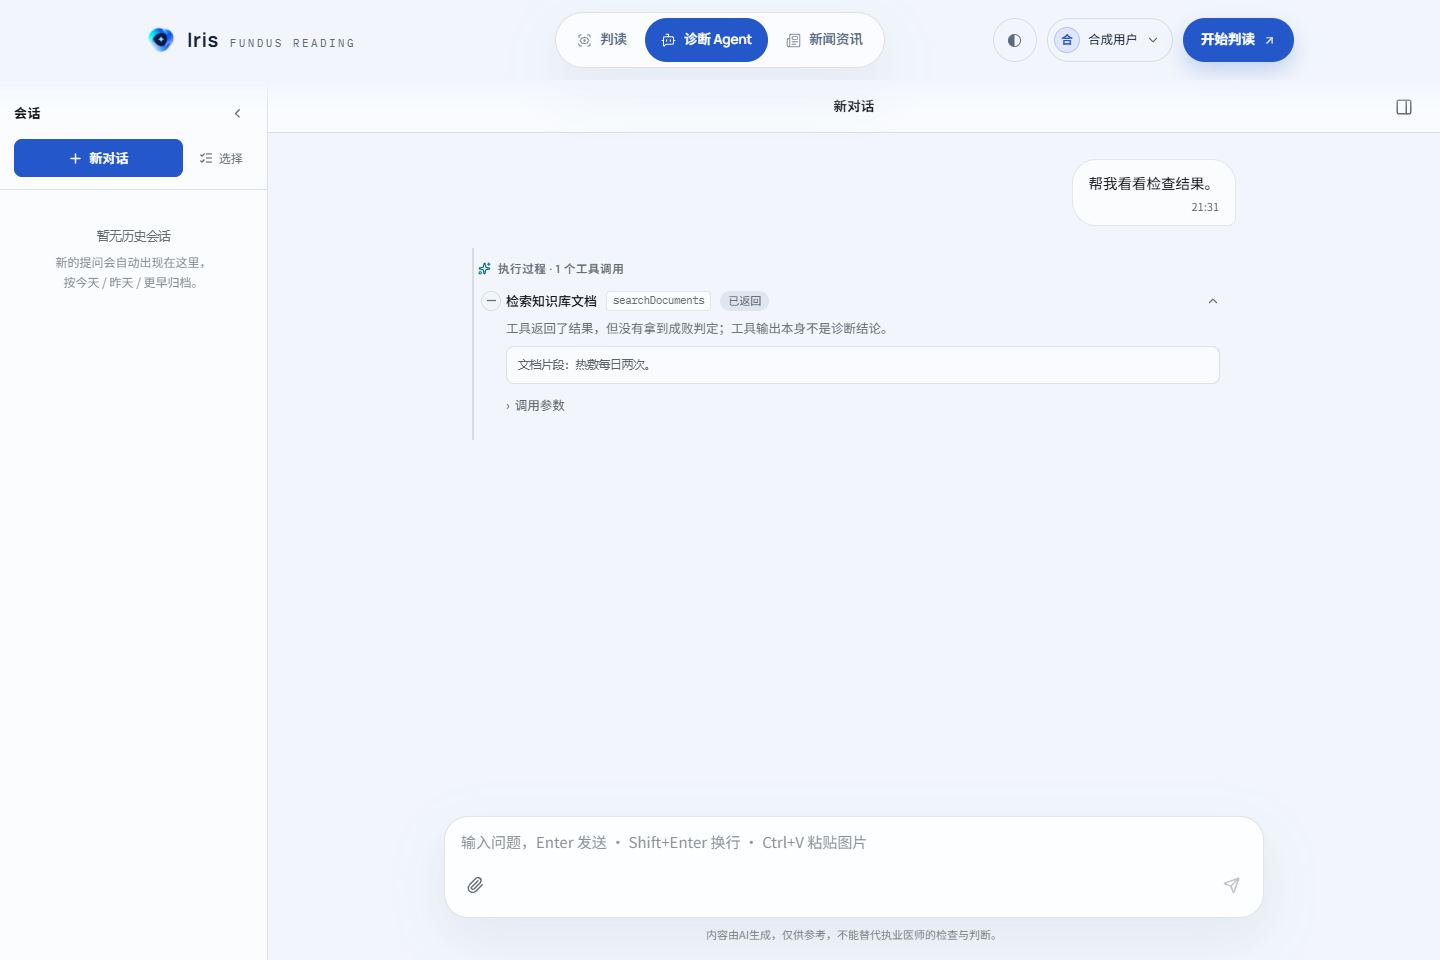 Iris FUNDUS READING
判读
诊断 Agent
新闻资讯
合
合成用户
开始判读
会话
新对话
选择
暂无历史会话
新的提问会自动出现在这里，
按今天 / 昨天 / 更早归档。
新对话
帮我看看检查结果。
21:31
执行过程 · 1 个工具调用
检索知识库文档 searchDocuments 已返回
工具返回了结果，但没有拿到成败判定；工具输出本身不是诊断结论。
文档片段：热敷每日两次。
› 调用参数
输入问题，Enter 发送 · Shift+Enter 换行 · Ctrl+V 粘贴图片
内容由AI生成，仅供参考，不能替代执业医师的检查与判断。